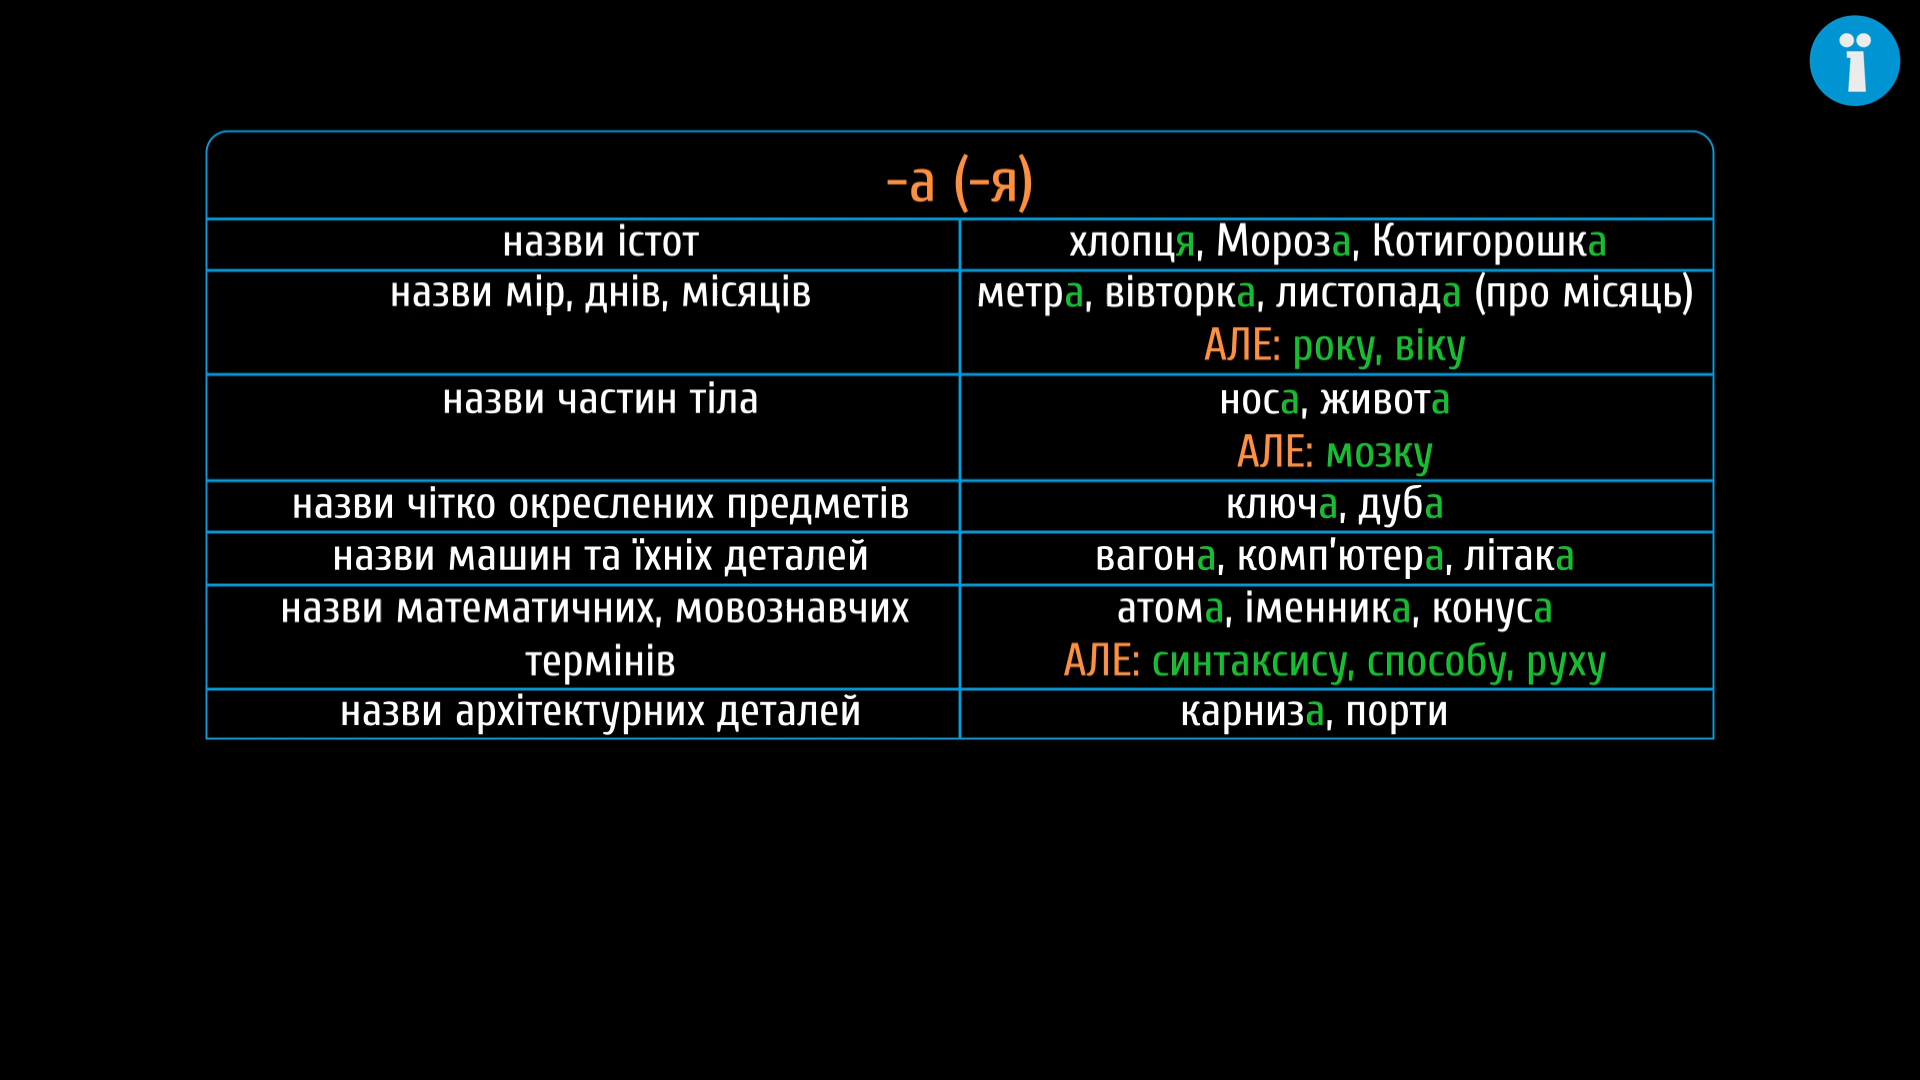 ї
-а (-я)
назви істот
хлопця, Мороза, Котигорошка
назви мір, днів, місяців
метра, вівторка, листопада (про місяць)
АЛЕ: року, віку
назви частин тіла
носа, живота
АЛЕ: мозку
назви чітко окреслених предметів
ключа, дуба
назви машин та їхніх деталей
вагона, комп'ютера, літака
назви математичних, мовознавчих
термінів
атома, іменника, конуса
АЛЕ: синтаксису, способу, руху
назви архітектурних деталей
карниза, порти